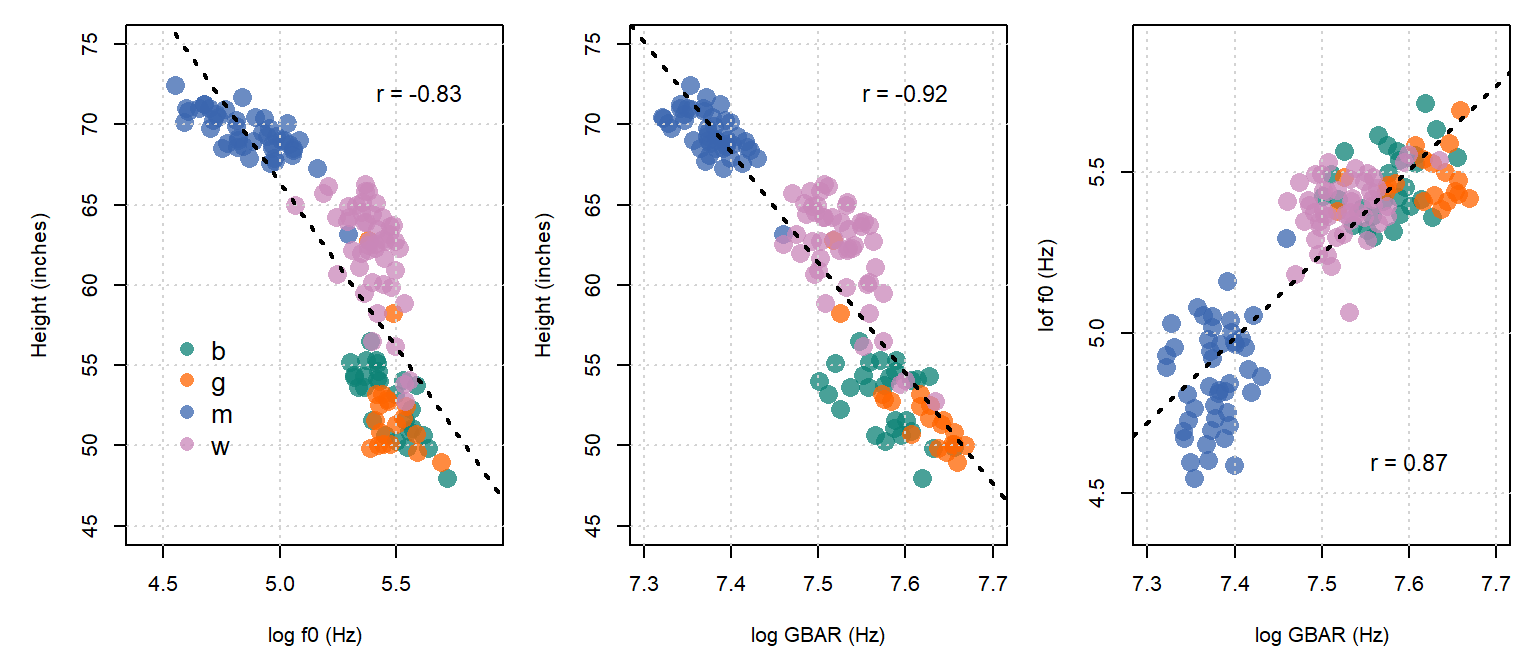 Height (inches)
75
70
65
60
55
50
45
r = -0.83
b
g
m
w
4.5 5.0 5.5
log f0 (Hz)
Height (inches)
75
70
65
60
55
50
45
r = -0.92
7.3 7.4 7.5 7.6 7.7
log GBAR (Hz)
lof f0 (Hz)
5.5
5.0
4.5
r = 0.87
7.3 7.4 7.5 7.6 7.7
log GBAR (Hz)